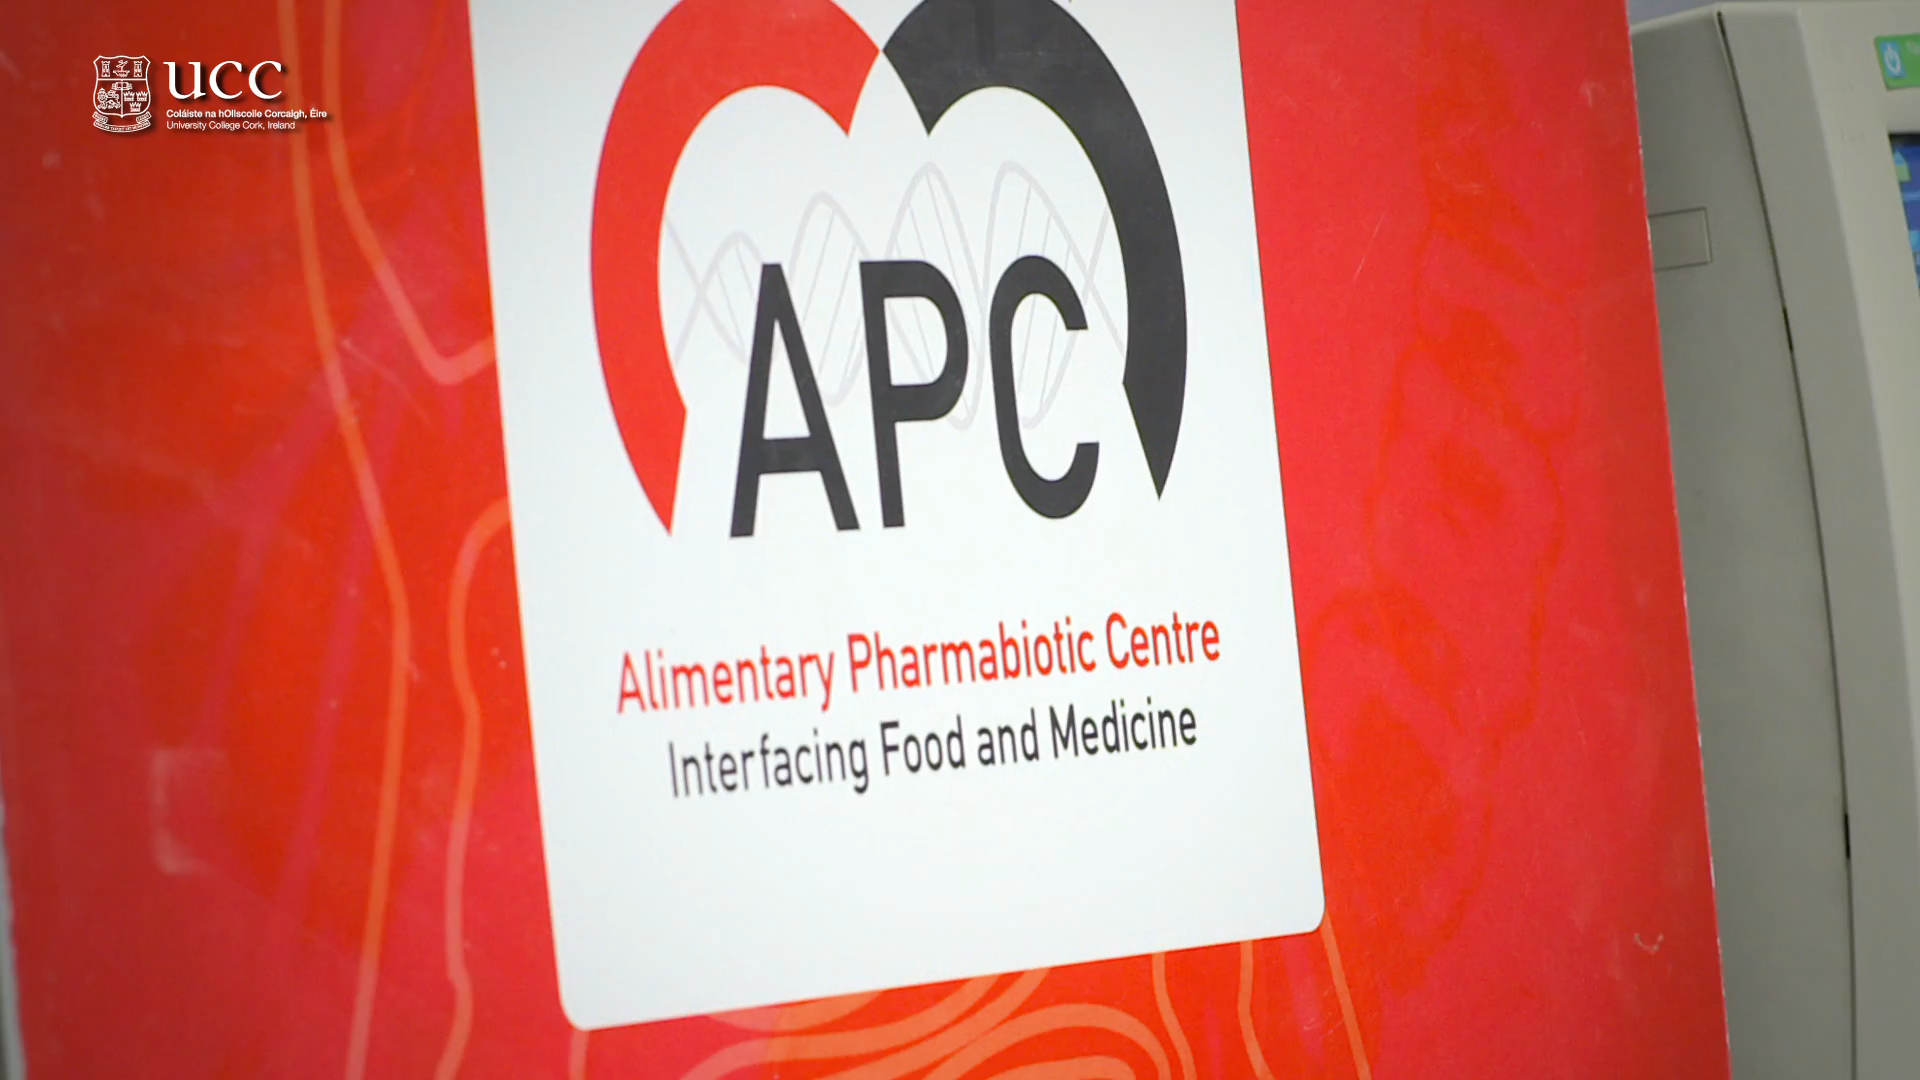 UCC
Coláiste na hOllscoile Corcaigh, Éire
University College Cork, Ireland
APC
Alimentary Pharmabiotic Centre
Interfacing Food and Medicine